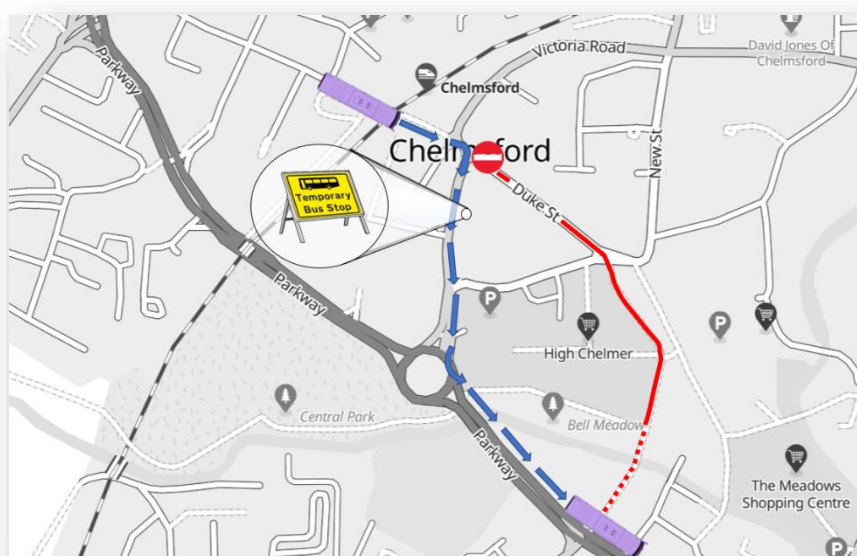 Parkway
Victoria Road
David Jones Of
Chelmsford
Chelmsford
New St
Chelmsford
Temporary
Bus Stop
Duke St
Parkway
P
P
High Chelmer
Central Park
Bell Meadow
Parkway
The Meadows
Shopping Centre
P